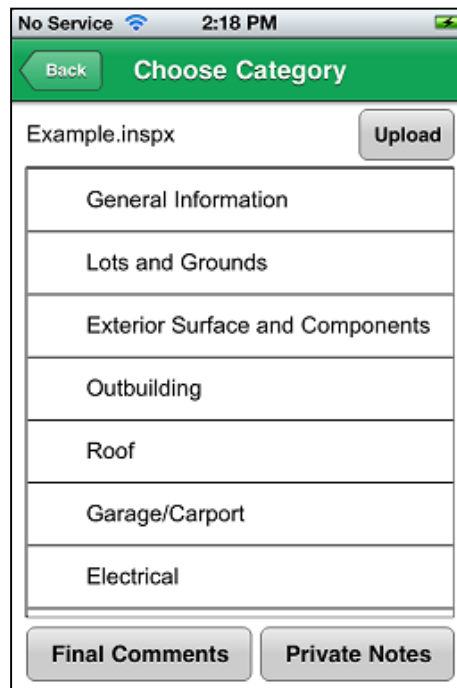 No Service 2:18 PM
Back Choose Category
Example.inspx Upload
General Information
Lots and Grounds
Exterior Surface and Components
Outbuilding
Roof
Garage/Carport
Electrical
Final Comments Private Notes